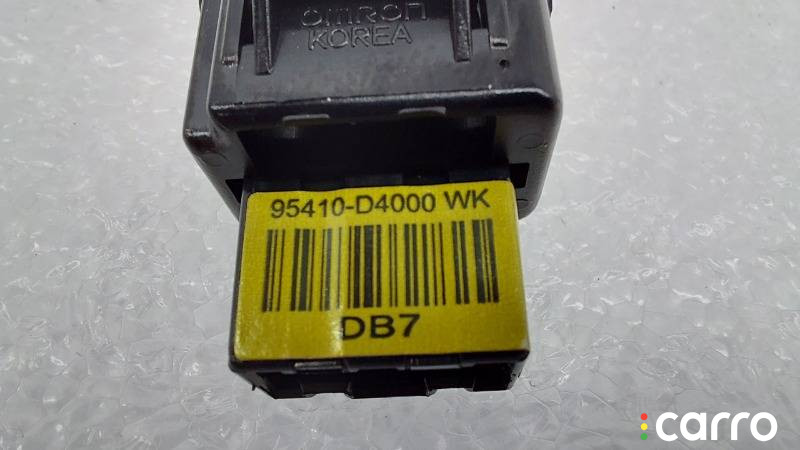 OMRON
KOREA
95410-D4000 WK
DB7
carro